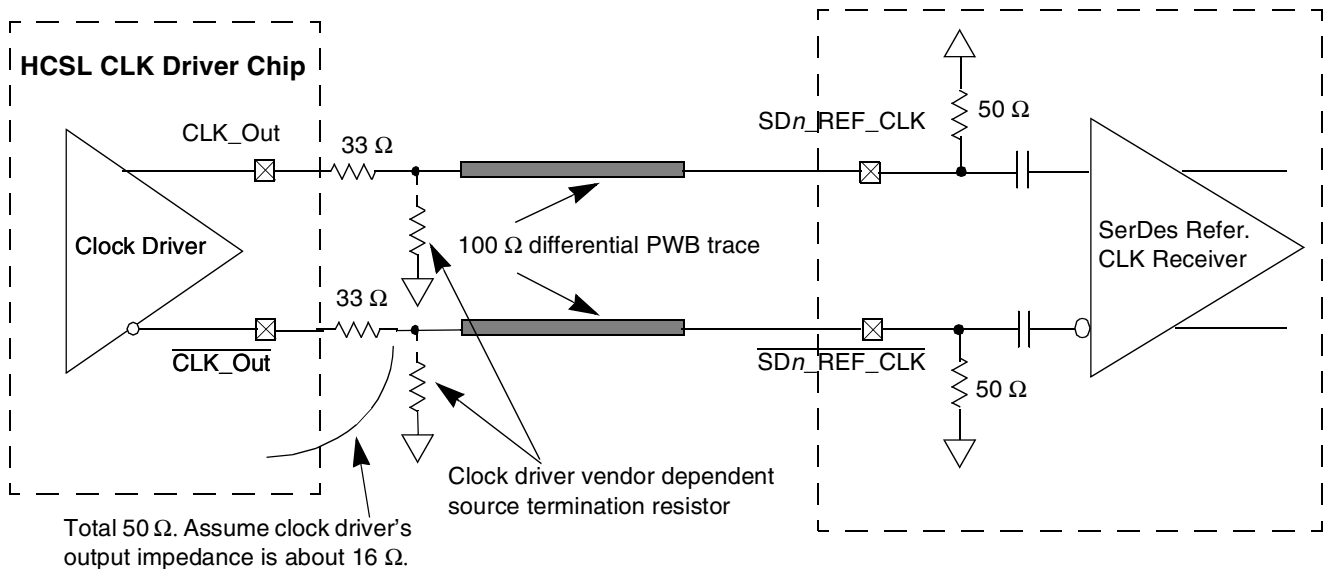 HCSL CLK Driver Chip
CLK_Out
33 Ω
SDn_REF_CLK
50 Ω
Clock Driver
100 Ω differential PWB trace
SerDes Refer.
CLK Receiver
33 Ω
CLK_Out
SDn_REF_CLK
50 Ω
Clock driver vendor dependent
source termination resistor
Total 50 Ω. Assume clock driver's
output impedance is about 16 Ω.